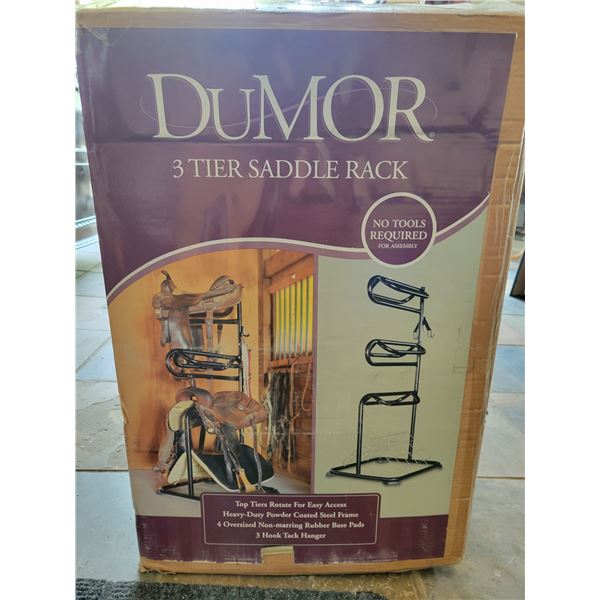 DUMOR
3 TIER SADDLE RACK
NO TOOLS
REQUIRED
FOR ASSEMBLY
Top Tiers Rotate For Easy Access
Heavy-Duty Powder Coated Steel Frame
4 Oversized Non-marring Rubber Base Pads
3 Hook Tack Hanger